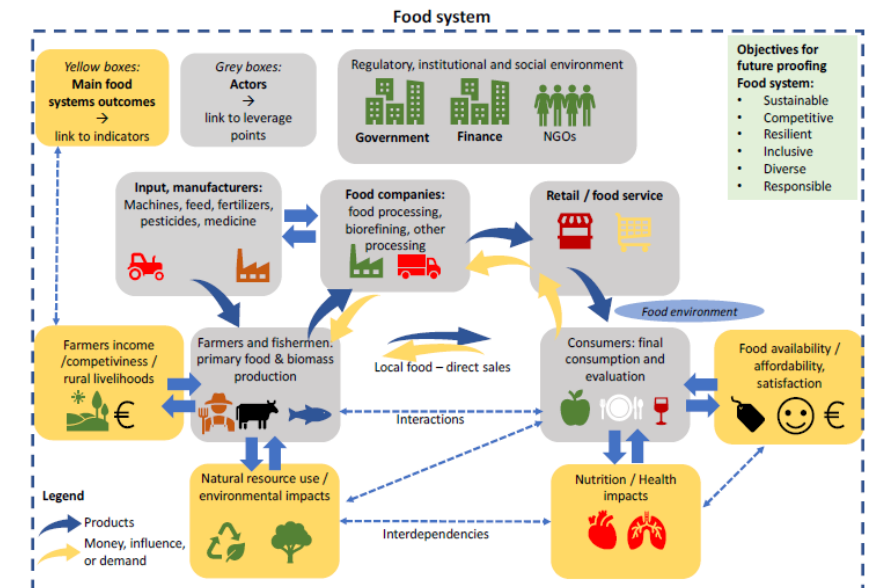 Food system
Yellow boxes:
Main food
systems outcomes
→
link to indicators
Grey boxes:
Actors
→
link to leverage
points
Regulatory, institutional and social environment
Government
Finance
NGOs
Objectives for
future proofing
Food system:
• Sustainable
• Competitive
• Resilient
• Inclusive
• Diverse
• Responsible
Input, manufacturers:
Machines, feed, fertilizers,
pesticides, medicine
Food companies:
food processing,
biorefining, other
processing
Retail / food service
Food environment
Farmers income
/competiviness /
rural livelihoods
€
Farmers and fishermen:
primary food & biomass
production
Local food – direct sales
Consumers: final
consumption and
evaluation
Food availability /
affordability,
satisfaction
€
Interactions
Natural resource use /
environmental impacts
Nutrition / Health
impacts
Interdependencies
Legend
Products
Money, influence,
or demand